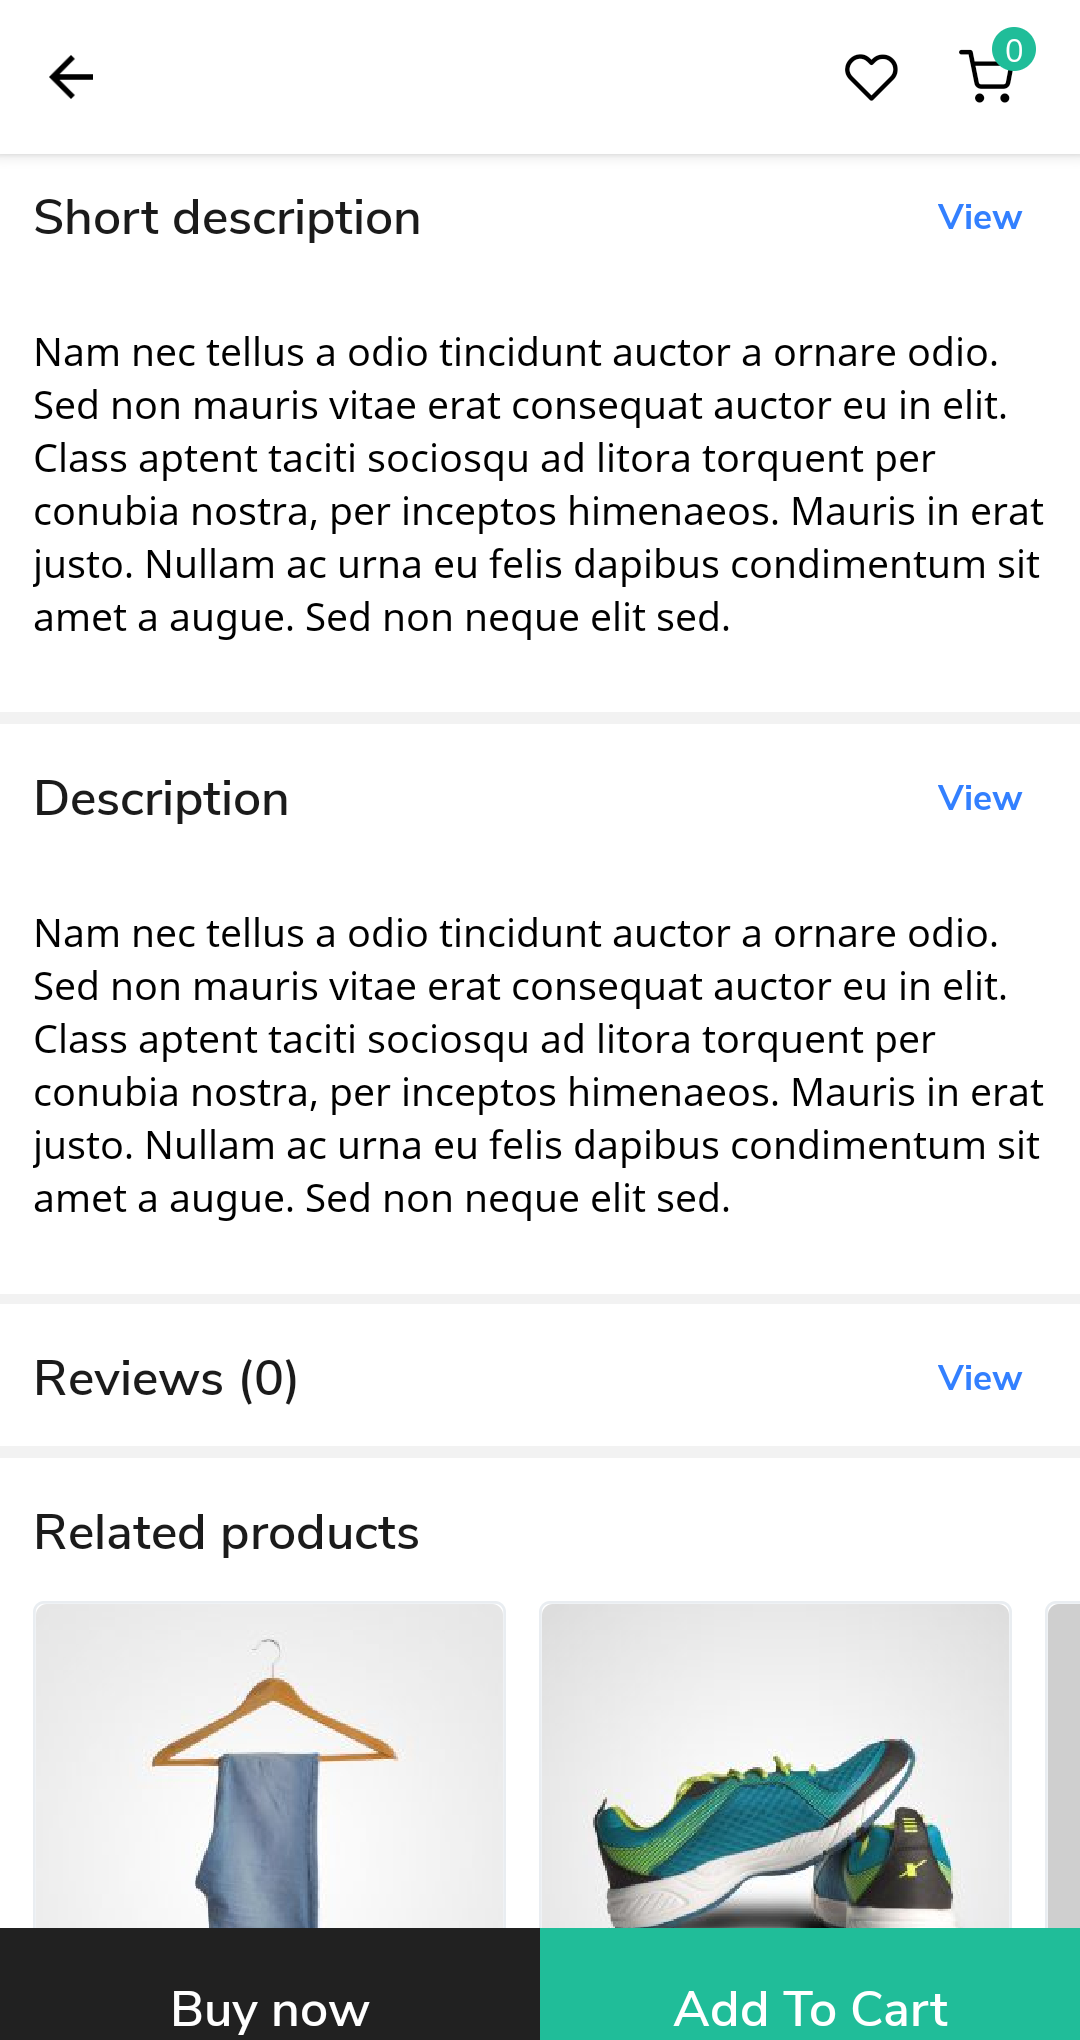 0
Short description
View
Nam nec tellus a odio tincidunt auctor a ornare odio.
Sed non mauris vitae erat consequat auctor eu in elit.
Class aptent taciti sociosqu ad litora torquent per
conubia nostra, per inceptos himenaeos. Mauris in erat
justo. Nullam ac urna eu felis dapibus condimentum sit
amet a augue. Sed non neque elit sed.
Description
View
Nam nec tellus a odio tincidunt auctor a ornare odio.
Sed non mauris vitae erat consequat auctor eu in elit.
Class aptent taciti sociosqu ad litora torquent per
conubia nostra, per inceptos himenaeos. Mauris in erat
justo. Nullam ac urna eu felis dapibus condimentum sit
amet a augue. Sed non neque elit sed.
Reviews (0)
View
Related products
Buy now
Add To Cart